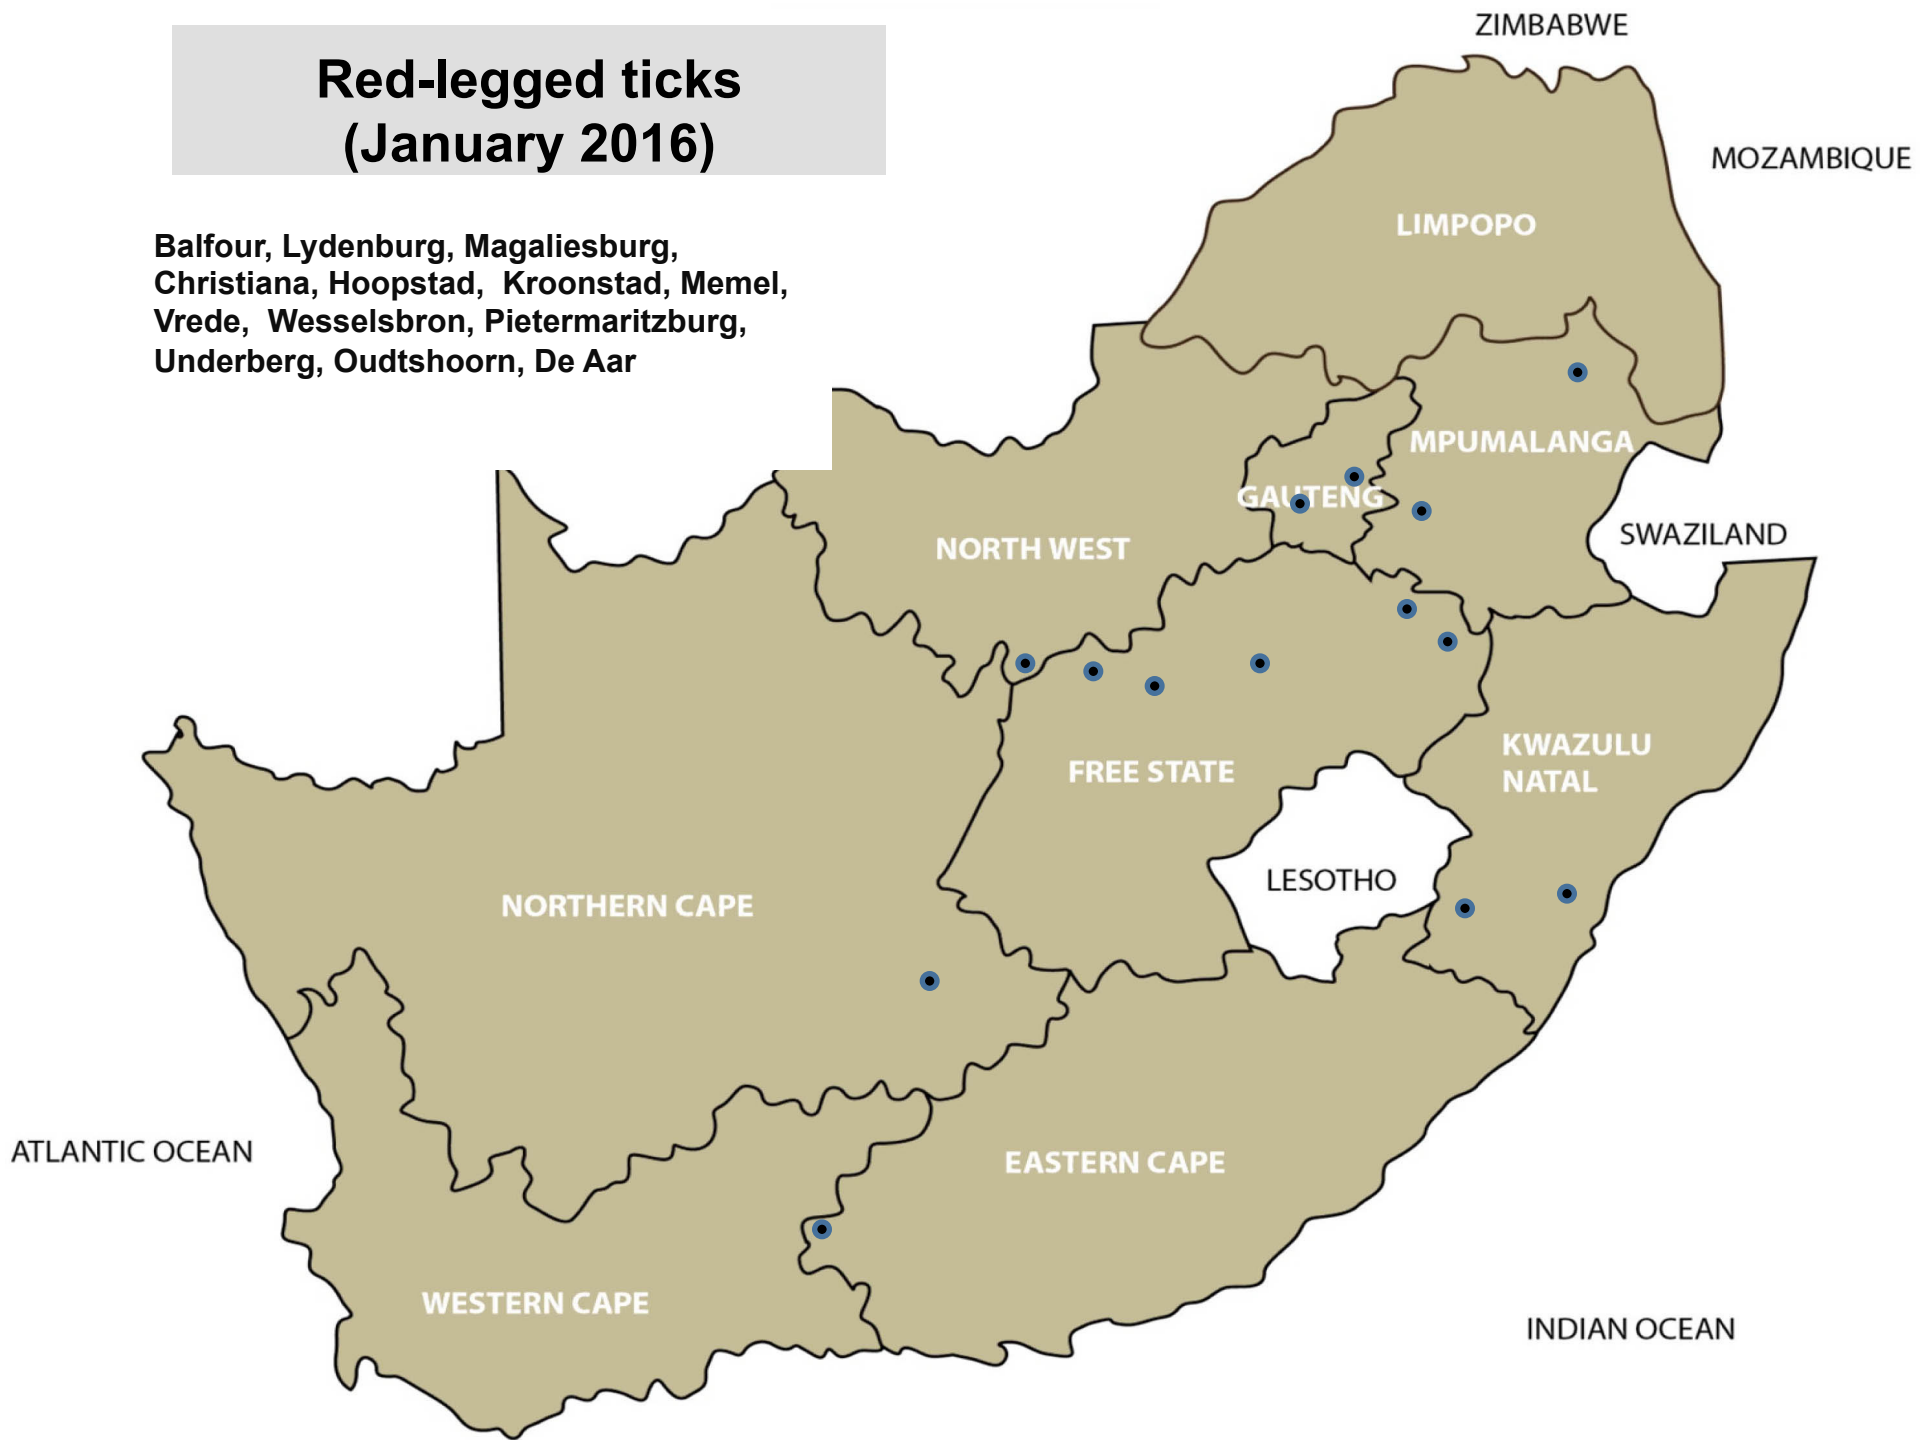 Red-legged ticks
(January 2016)
Balfour, Lydenburg, Magaliesburg,
Christiana, Hoopstad,  Kroonstad, Memel,
Vrede,  Wesselsbron, Pietermaritzburg,
Underberg, Oudtshoorn, De Aar
ZIMBABWE
MOZAMBIQUE
LIMPOPO
MPUMALANGA
GAUTENG
SWAZILAND
NORTH WEST
KWAZULU
NATAL
FREE STATE
LESOTHO
NORTHERN CAPE
ATLANTIC OCEAN
EASTERN CAPE
WESTERN CAPE
INDIAN OCEAN